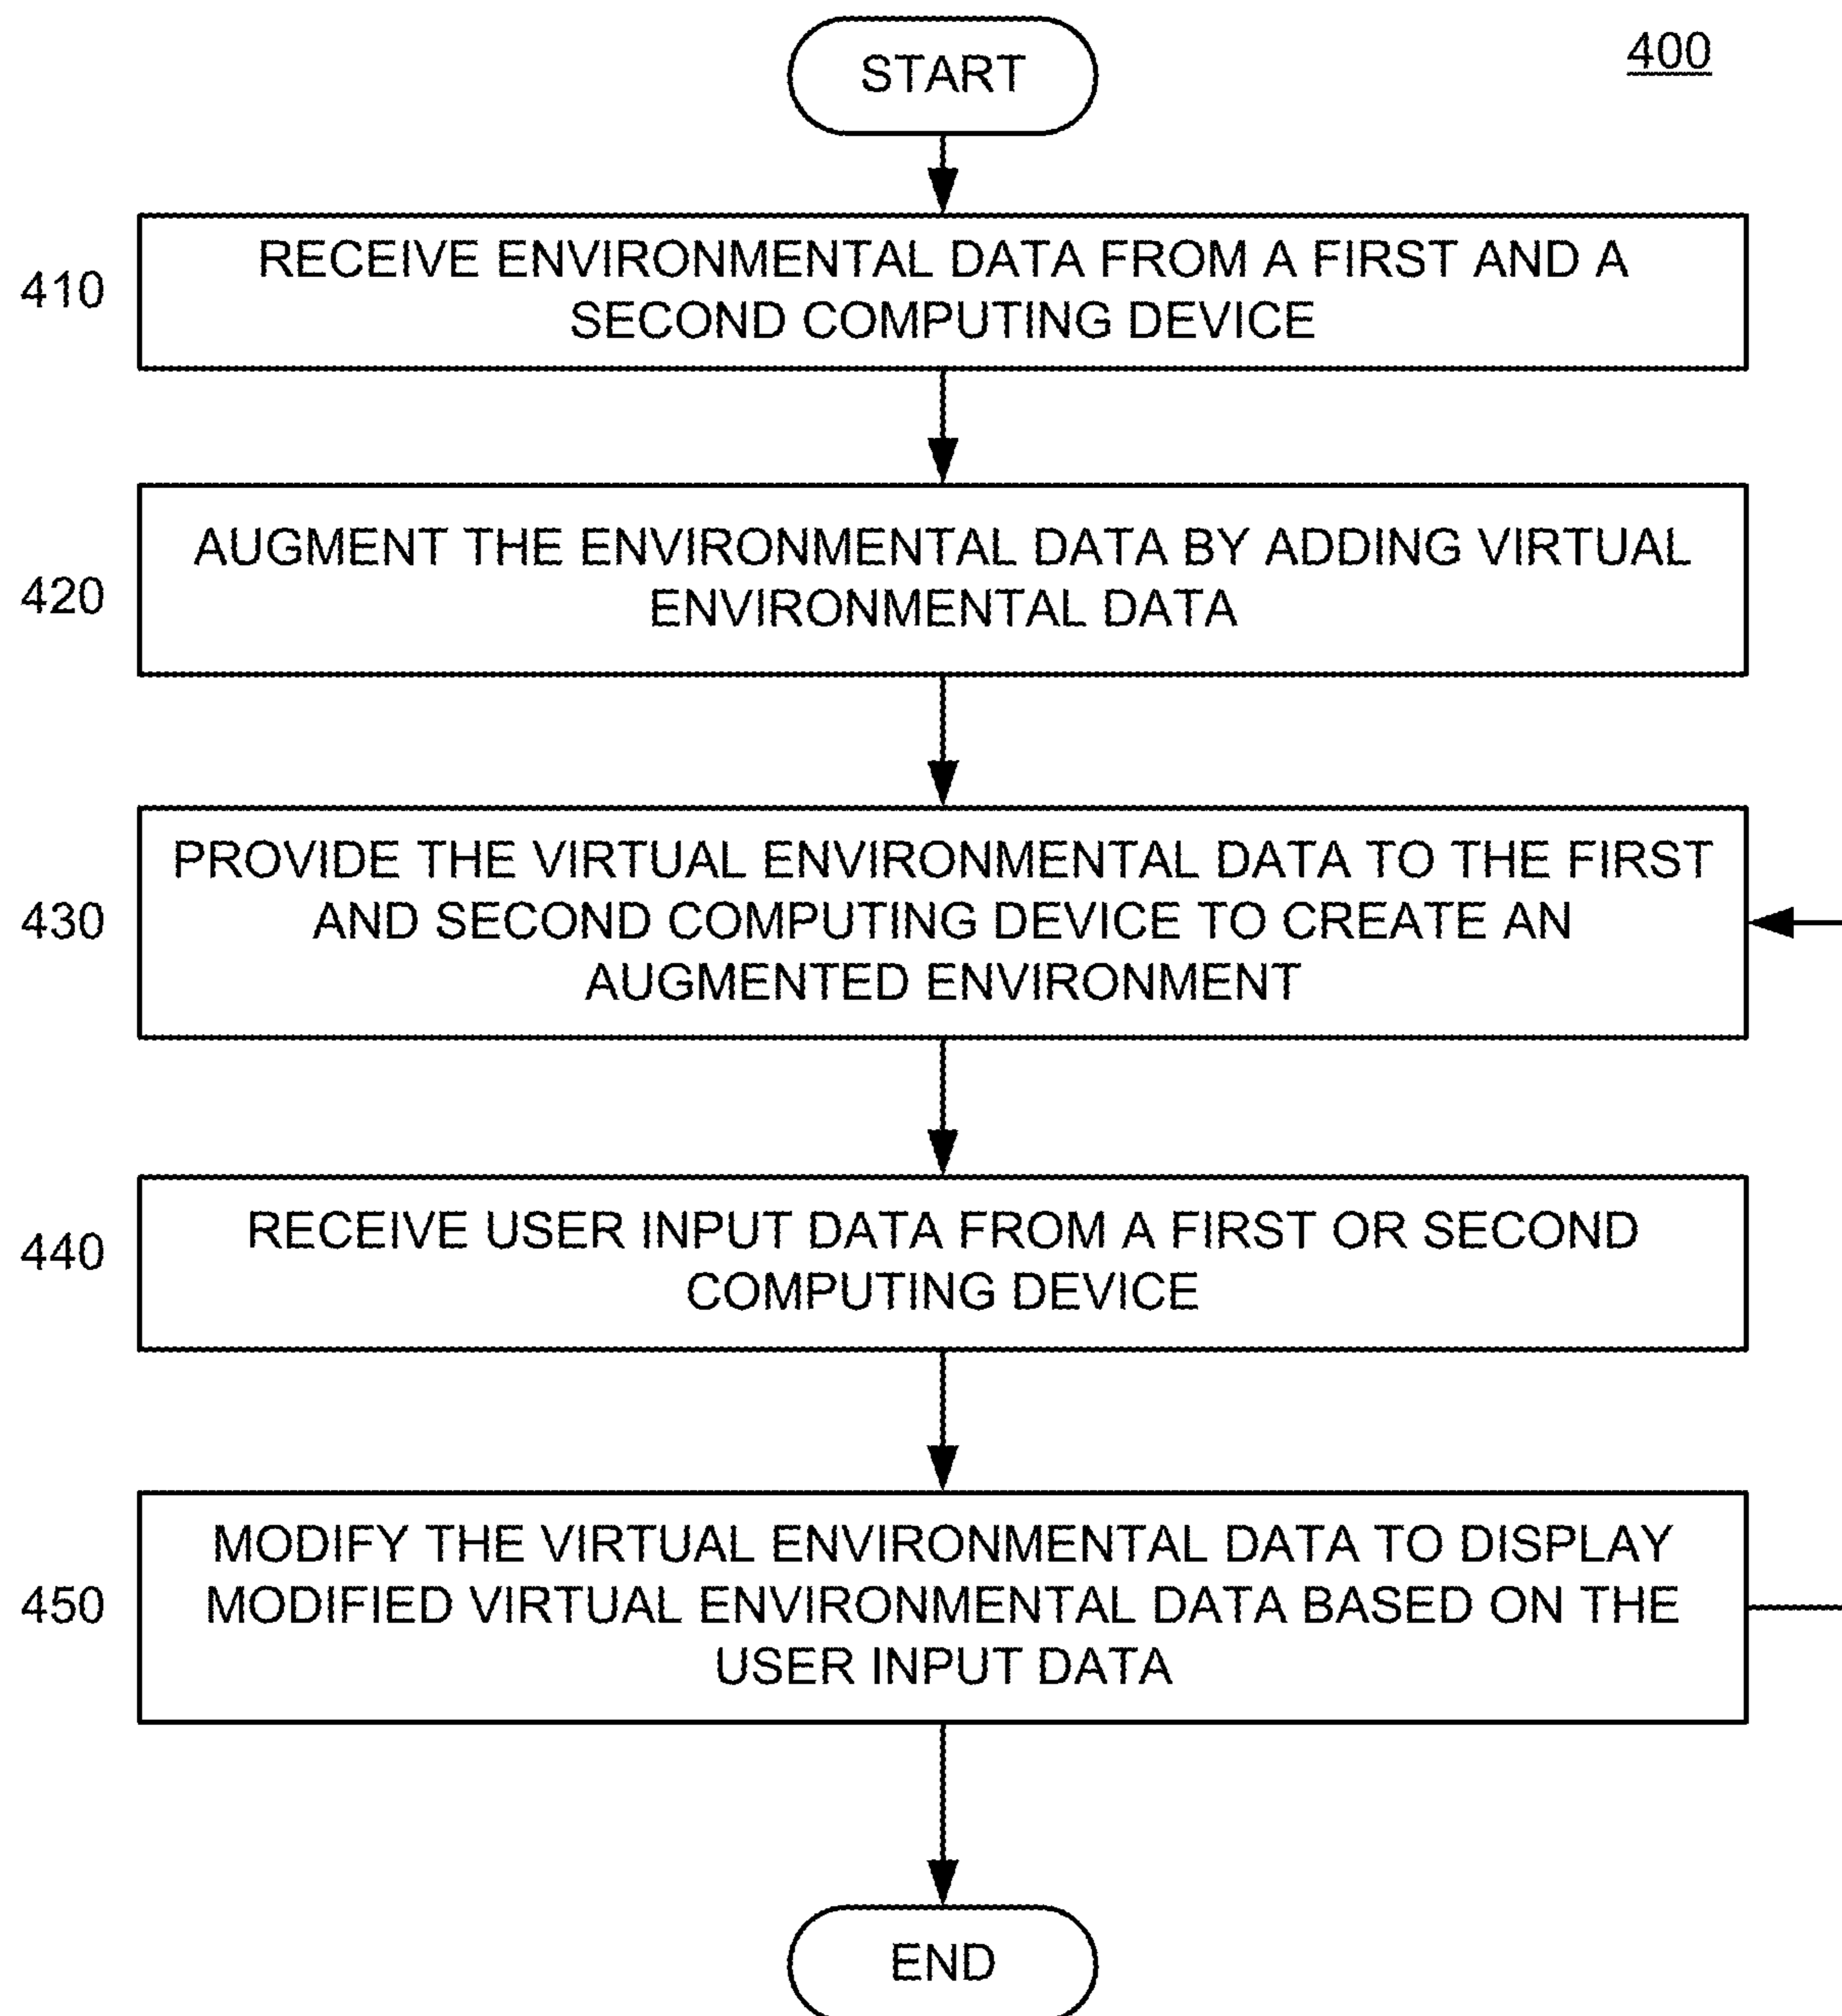 START
400
410
RECEIVE ENVIRONMENTAL DATA FROM A FIRST AND A
SECOND COMPUTING DEVICE
420
AUGMENT THE ENVIRONMENTAL DATA BY ADDING VIRTUAL
ENVIRONMENTAL DATA
430
PROVIDE THE VIRTUAL ENVIRONMENTAL DATA TO THE FIRST
AND SECOND COMPUTING DEVICE TO CREATE AN
AUGMENTED ENVIRONMENT
440
RECEIVE USER INPUT DATA FROM A FIRST OR SECOND
COMPUTING DEVICE
450
MODIFY THE VIRTUAL ENVIRONMENTAL DATA TO DISPLAY
MODIFIED VIRTUAL ENVIRONMENTAL DATA BASED ON THE
USER INPUT DATA
END